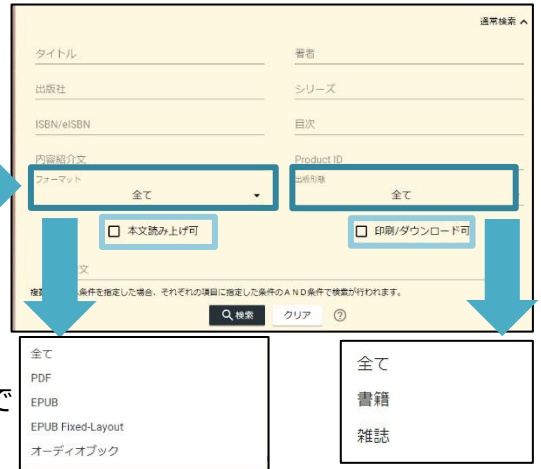 通常検索
タイトル
著者
出版社
シリーズ
ISBN/eISBN
目次
内容紹介文
Product ID
フォーマット
出版形態
全て
全て
本文読み上げ可
印刷/ダウンロード可
文
複数 条件を指定した場合、それぞれの項目に指定した条件のAND条件で検索が行われます。
検索 クリア ?
全て
PDF
EPUB
EPUB Fixed-Layout
オーディオブック
で
全て
書籍
雑誌